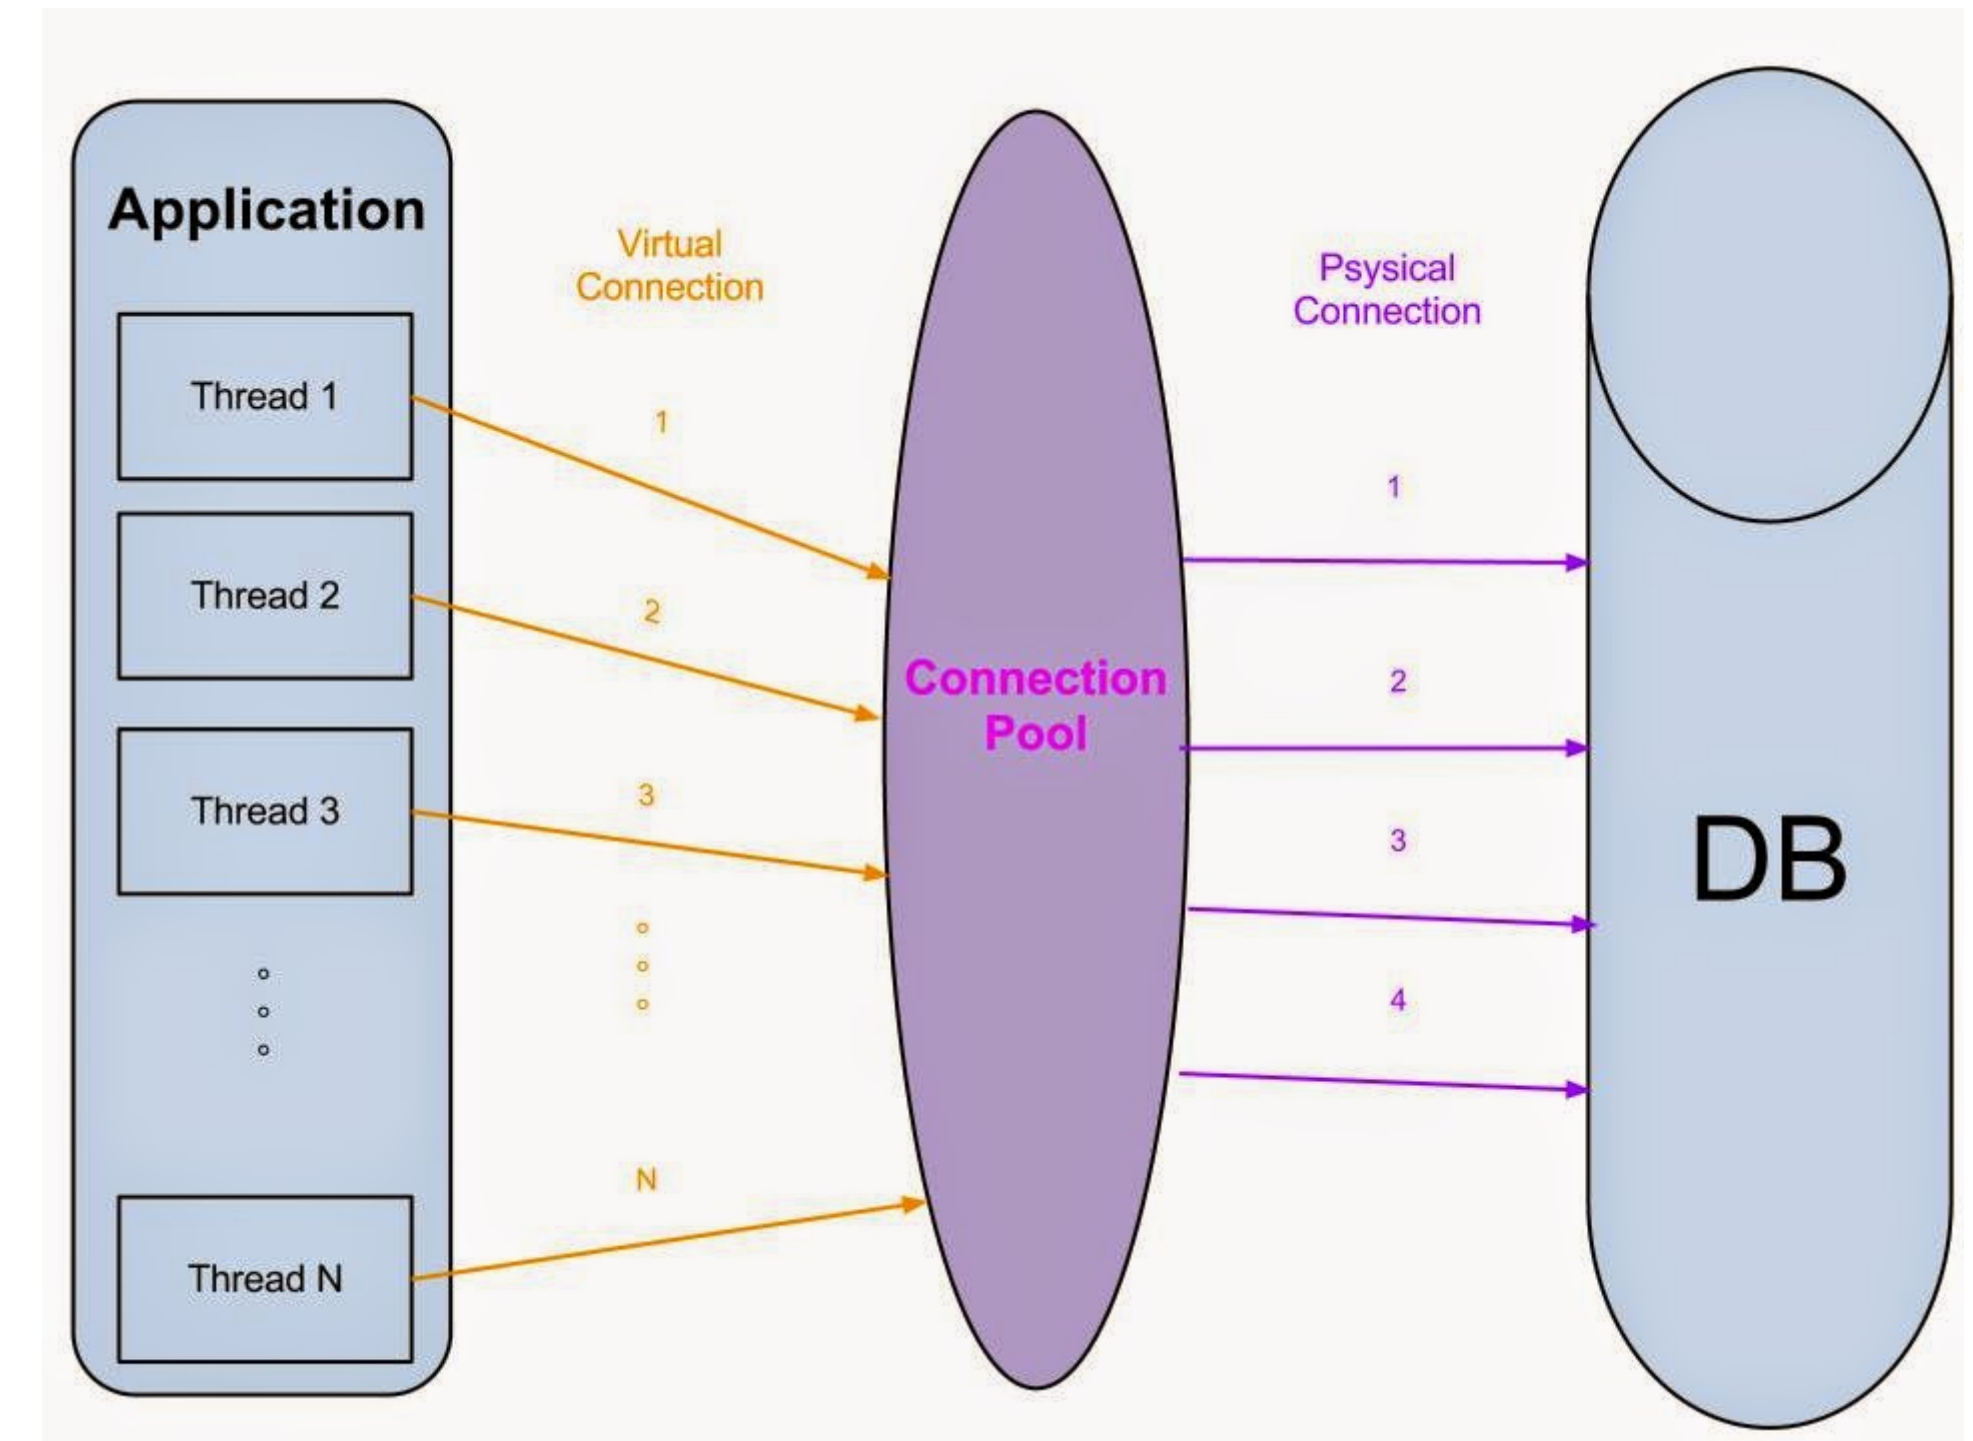 Application
Thread 1
Thread 2
Thread 3
Thread N
Virtual
Connection
1
2
3
N
Connection
Pool
Psysical
Connection
1
2
3
4
DB